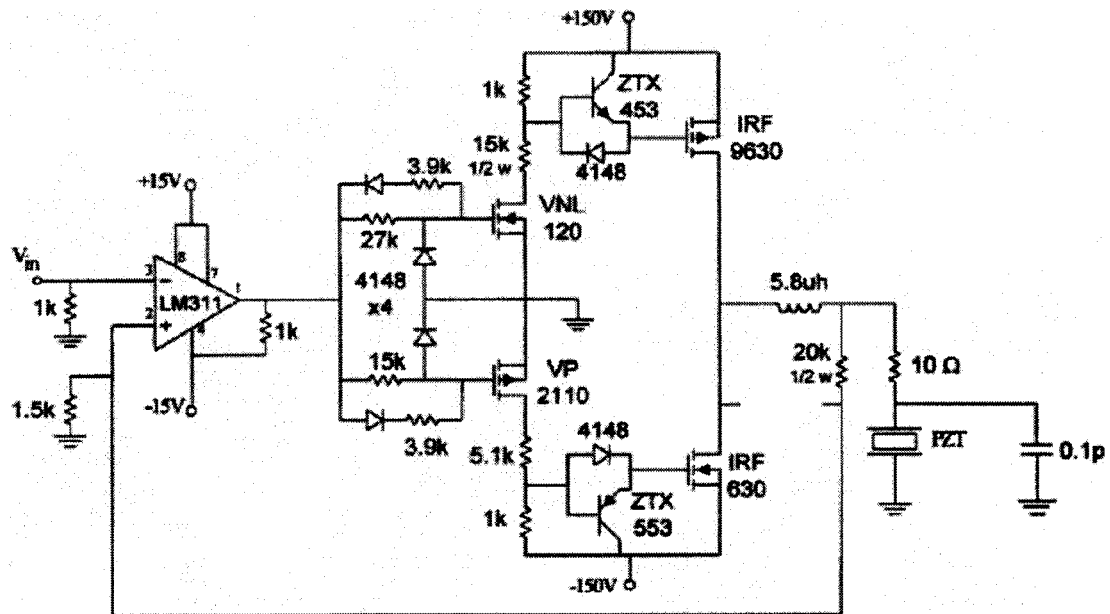 +150V
1k
ZTX
453
15k
1/2 w
4148
IRF
9630
3.9k
+15V
VNL
120
27k
8
7
Vin
3
2
LM311
1
1k
4148
x4
5.8uh
1k
4
15k
VP
2110
20k
1/2 w
10 Ω
1.5k
-15V
3.9k
4148
PZT
0.1p
5.1k
IRF
630
1k
ZTX
553
-150V